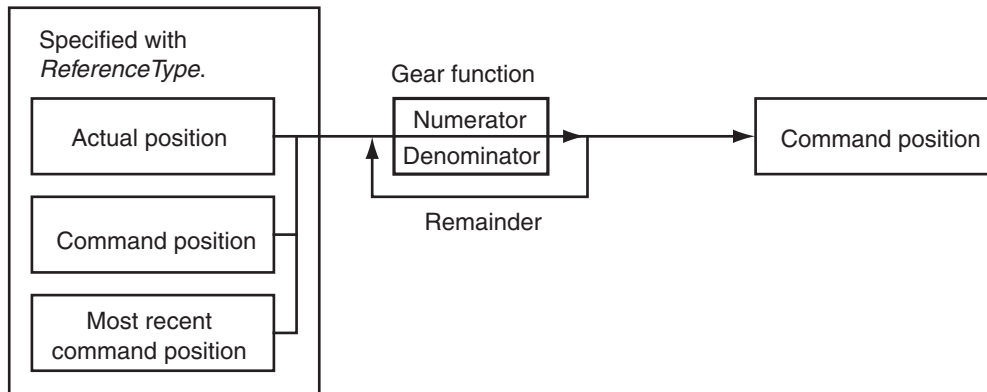 Specified with
ReferenceType.
Actual position
Command position
Most recent
command position
Gear function
Numerator
Denominator
Remainder
Command position